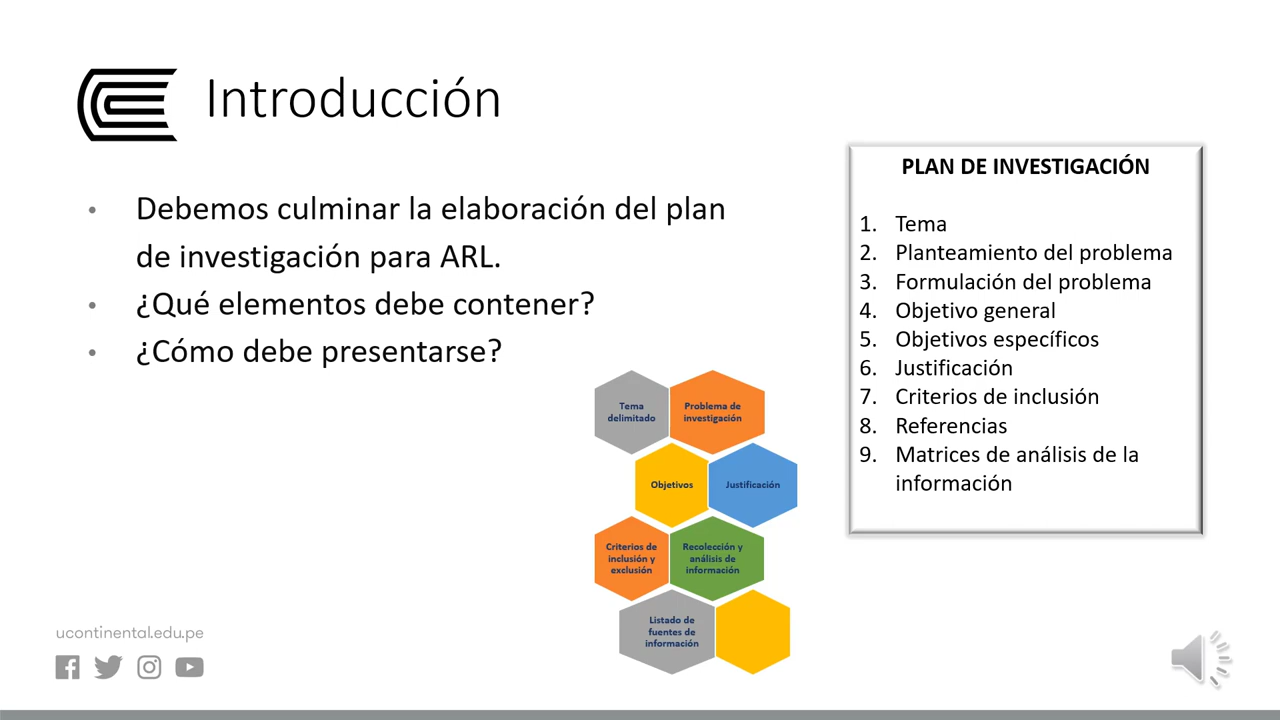 Introducción
• Debemos culminar la elaboración del plan
de investigación para ARL.
• ¿Qué elementos debe contener?
• ¿Cómo debe presentarse?
PLAN DE INVESTIGACIÓN
1. Tema
2. Planteamiento del problema
3. Formulación del problema
4. Objetivo general
5. Objetivos específicos
6. Justificación
7. Criterios de inclusión
8. Referencias
9. Matrices de análisis de la
información
Tema
delimitado
Problema de
investigación
Objetivos
Justificación
Criterios de
inclusión y
exclusión
Recolección y
análisis de
información
Listado de
fuentes de
información
ucontinental.edu.pe